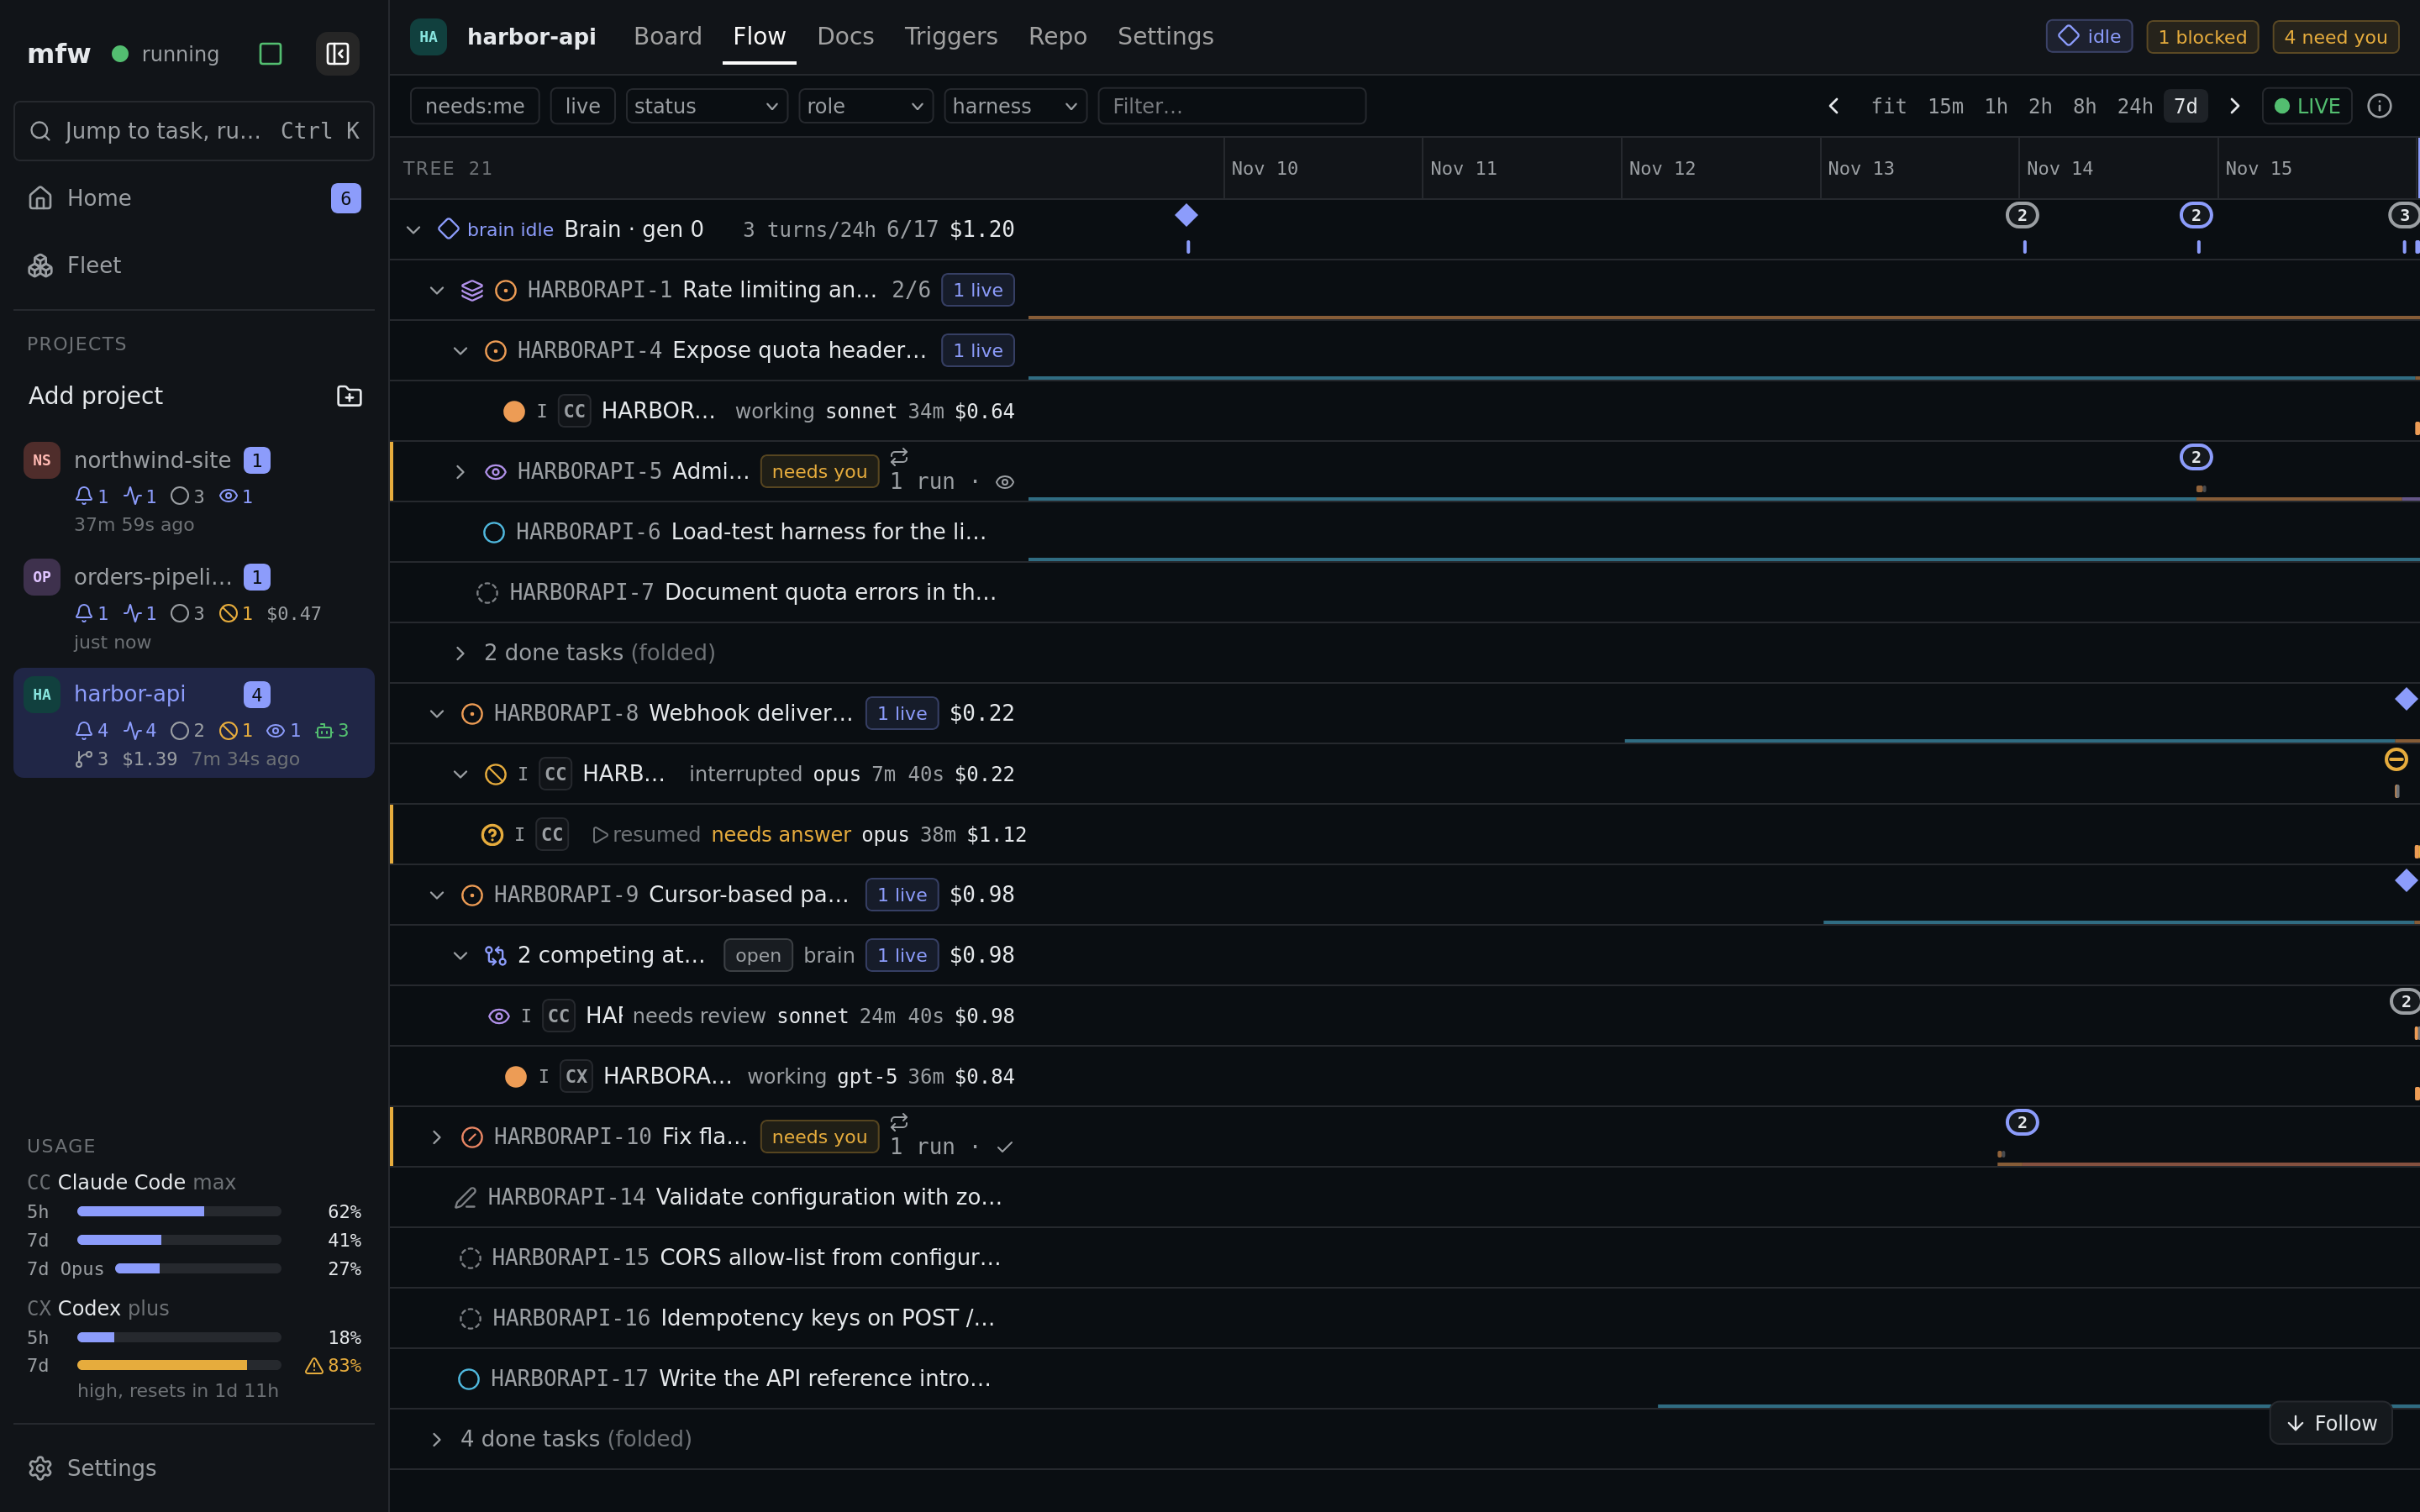 mfw running
Jump to task, ru… Ctrl K
Home 6
Fleet
PROJECTS
Add project
NS northwind-site 1
1 1 3 1
37m 59s ago
OP orders-pipeli… 1
1 1 3 1 $0.47
just now
HA harbor-api 4
4 4 2 1 1 3
3 $1.39 7m 34s ago
USAGE
CC Claude Code max
5h 62%
7d 41%
7d Opus 27%
CX Codex plus
5h 18%
7d 83%
high, resets in 1d 11h
Settings
HA harbor-api Board Flow Docs Triggers Repo Settings idle 1 blocked 4 need you
needs:me live status role harness Filter… fit 15m 1h 2h 8h 24h 7d LIVE
TREE 21 Nov 10 Nov 11 Nov 12 Nov 13 Nov 14 Nov 15
brain idle Brain · gen 0 3 turns/24h 6/17 $1.20 2 2 3
HARBORAPI-1 Rate limiting an… 2/6 1 live
HARBORAPI-4 Expose quota header… 1 live
I CC HARBOR… working sonnet 34m $0.64
HARBORAPI-5 Admi… needs you 1 run · 2
HARBORAPI-6 Load-test harness for the li…
HARBORAPI-7 Document quota errors in th…
2 done tasks (folded)
HARBORAPI-8 Webhook deliver… 1 live $0.22
I CC HARB… interrupted opus 7m 40s $0.22
I CC resumed needs answer opus 38m $1.12
HARBORAPI-9 Cursor-based pa… 1 live $0.98
2 competing at… open brain 1 live $0.98
I CC HAR needs review sonnet 24m 40s $0.98 2
I CX HARBORA… working gpt-5 36m $0.84
HARBORAPI-10 Fix fla… needs you 1 run · 2
HARBORAPI-14 Validate configuration with zo…
HARBORAPI-15 CORS allow-list from configur…
HARBORAPI-16 Idempotency keys on POST /…
HARBORAPI-17 Write the API reference intro…
Follow
4 done tasks (folded)